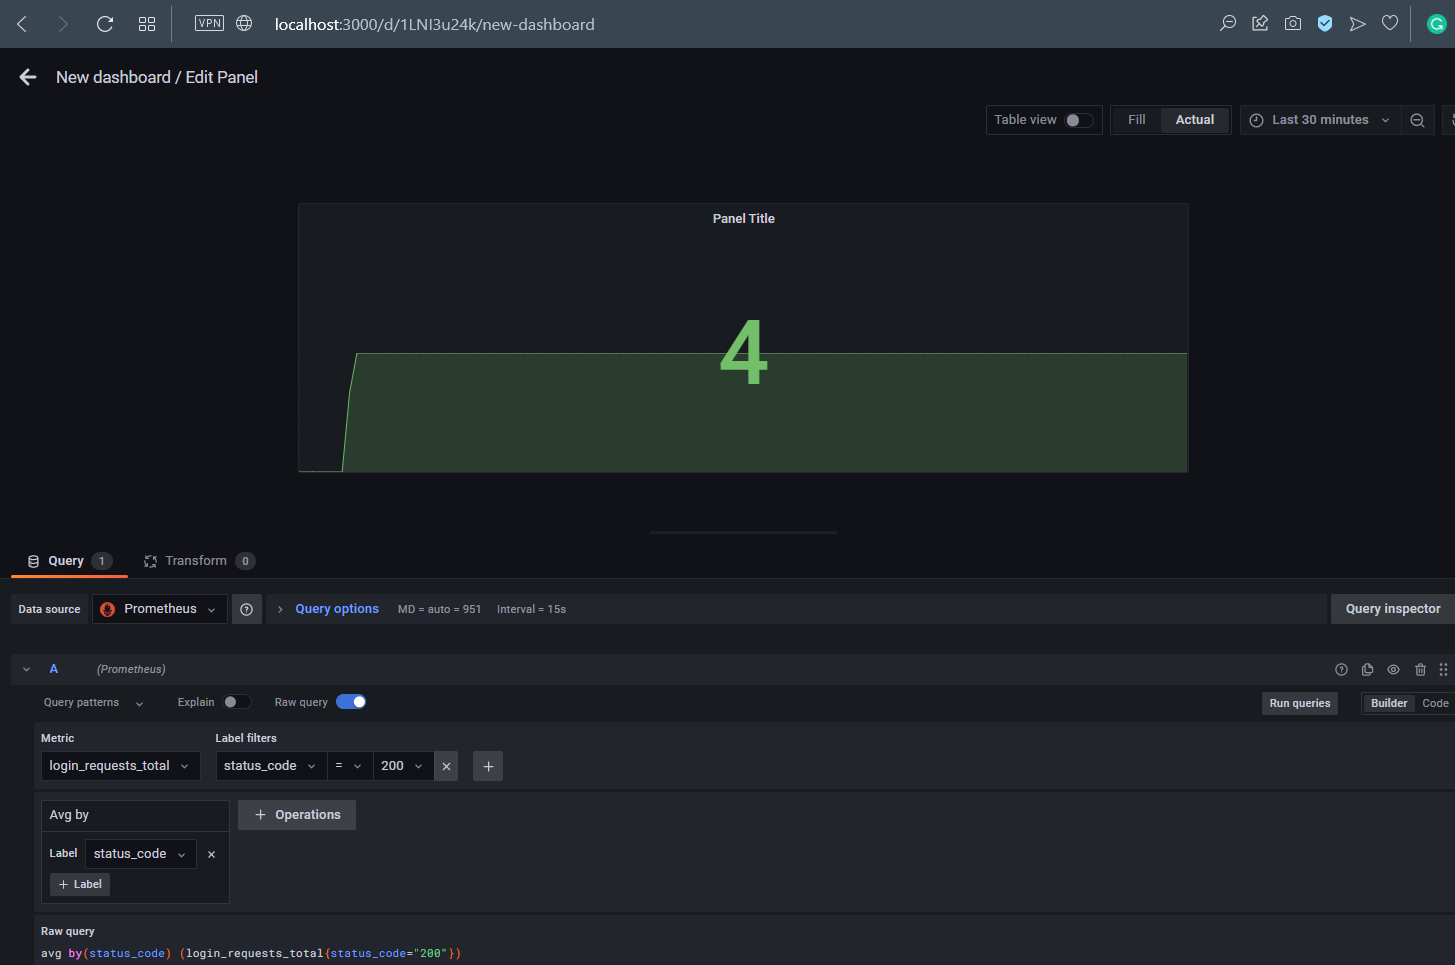 VPN localhost:3000/d/1LNI3u24k/new-dashboard
New dashboard / Edit Panel
Table view Fill Actual Last 30 minutes
Panel Title
4
Query 1 Transform 0
Data source Prometheus Query options MD = auto = 951 Interval = 15s Query inspector
A (Prometheus)
Query patterns Explain Raw query Run queries Builder Code
Metric Label filters
login_requests_total status_code = 200
Avg by + Operations
Label status_code
+ Label
Raw query
avg by(status_code) (login_requests_total{status_code="200"})